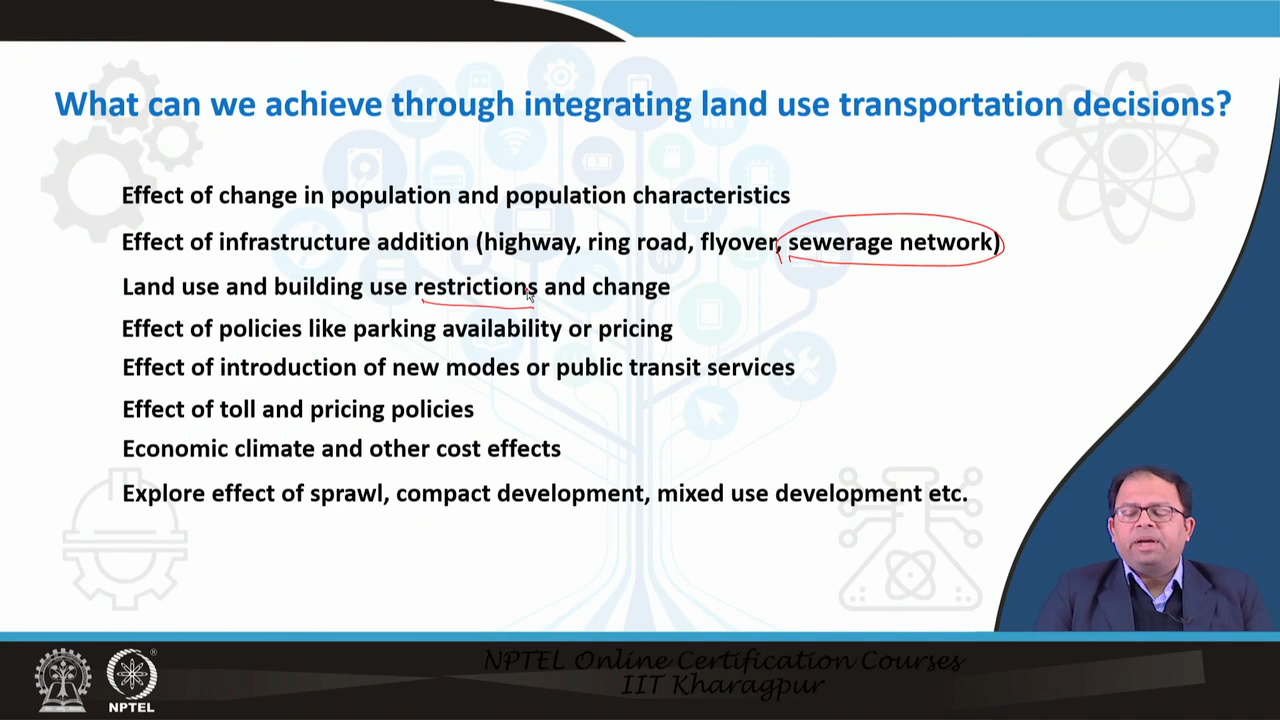 What can we achieve through integrating land use transportation decisions?
Effect of change in population and population characteristics
Effect of infrastructure addition (highway, ring road, flyover, sewerage network)
Land use and building use restrictions and change
Effect of policies like parking availability or pricing
Effect of introduction of new modes or public transit services
Effect of toll and pricing policies
Economic climate and other cost effects
Explore effect of sprawl, compact development, mixed use development etc.
NPTEL Online Certification Courses
IIT Kharagpur
NPTEL